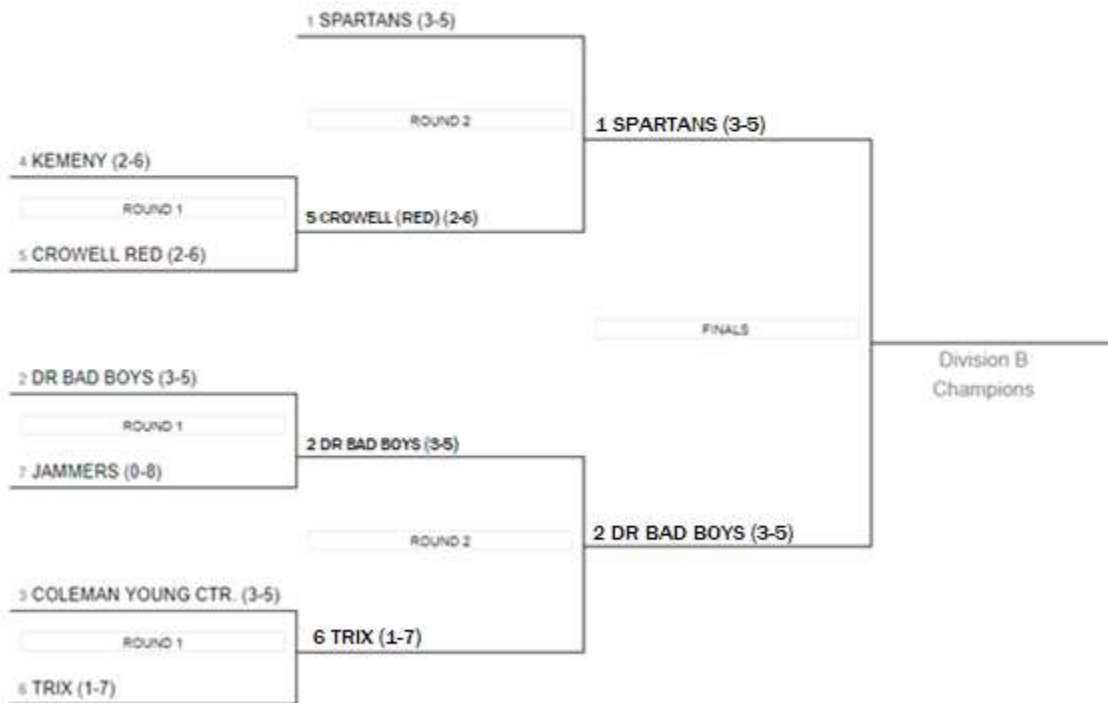 1 SPARTANS (3-5)
ROUND 2
1 SPARTANS (3-5)
4 KEMENY (2-6)
ROUND 1
5 CROWELL (RED) (2-6)
5 CROWELL RED (2-6)
FINALS
Division B
Champions
2 DR BAD BOYS (3-5)
ROUND 1
2 DR BAD BOYS (3-5)
7 JAMMERS (0-8)
ROUND 2
2 DR BAD BOYS (3-5)
3 COLEMAN YOUNG CTR. (3-5)
ROUND 1
6 TRIX (1-7)
6 TRIX (1-7)